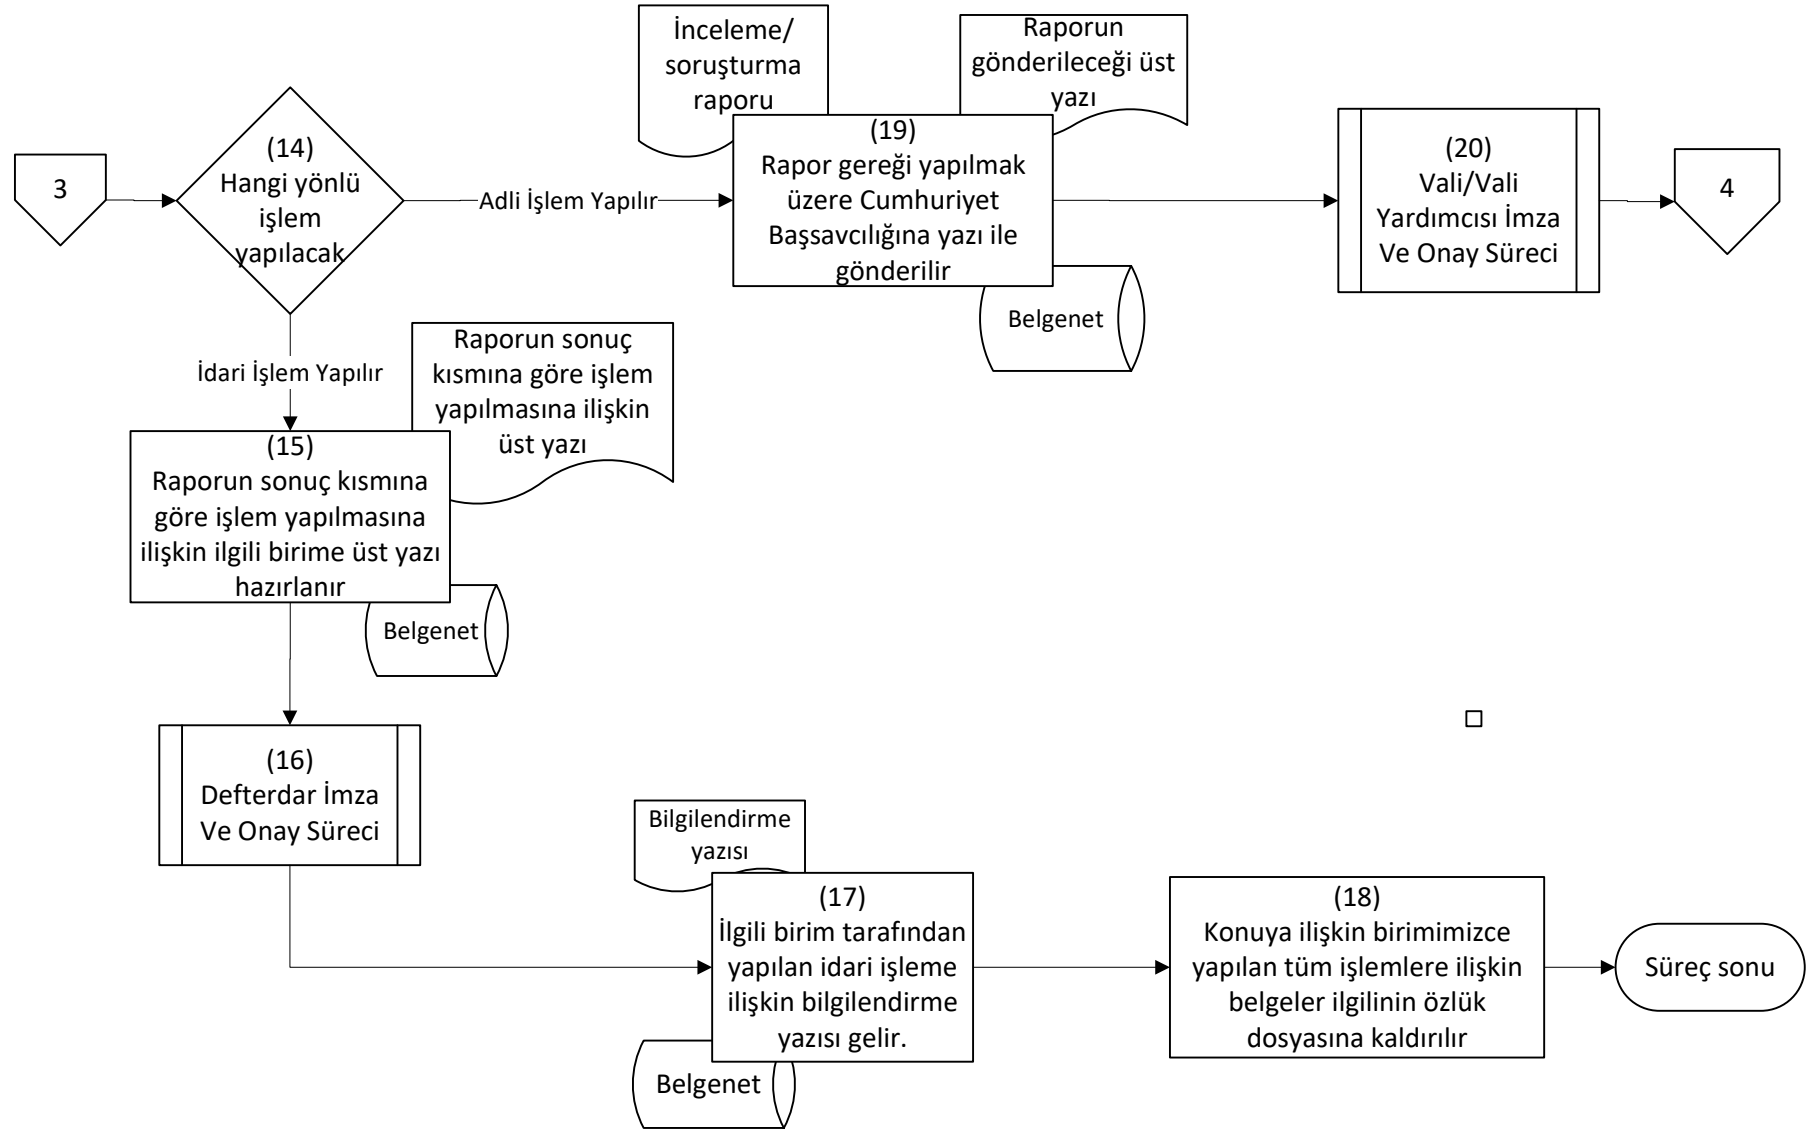 3
(14)
Hangi yönlü
işlem
yapılacak
Adli İşlem Yapılır
İnceleme/
soruşturma
raporu
Raporun
gönderileceği üst
yazı
(19)
Rapor gereği yapılmak
üzere Cumhuriyet
Başsavcılığına yazı ile
gönderilir
Belgenet
(20)
Vali/Vali
Yardımcısı İmza
Ve Onay Süreci
4
İdari İşlem Yapılır
Raporun sonuç
kısmına göre işlem
yapılmasına ilişkin
üst yazı
(15)
Raporun sonuç kısmına
göre işlem yapılmasına
ilişkin ilgili birime üst yazı
hazırlanır
Belgenet
(16)
Defterdar İmza
Ve Onay Süreci
Bilgilendirme
yazısı
(17)
İlgili birim tarafından
yapılan idari işleme
ilişkin bilgilendirme
yazısı gelir.
Belgenet
(18)
Konuya ilişkin birimimizce
yapılan tüm işlemlere ilişkin
belgeler ilgilinin özlük
dosyasına kaldırılır
Süreç sonu